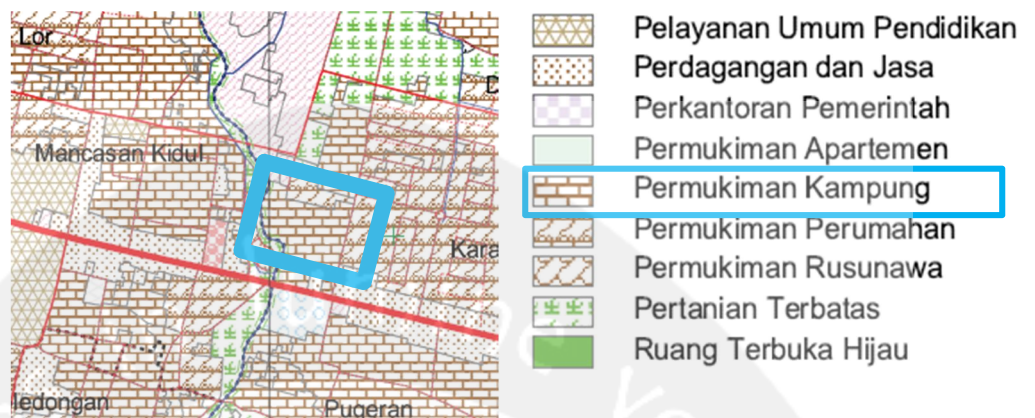 Lor
Mancasan Kidul
Kara
Tedongan
Pugeran
Pelayanan Umum Pendidikan
Perdagangan dan Jasa
Perkantoran Pemerintah
Permukiman Apartemen
Permukiman Kampung
Permukiman Perumahan
Permukiman Rusunawa
Pertanian Terbatas
Ruang Terbuka Hijau